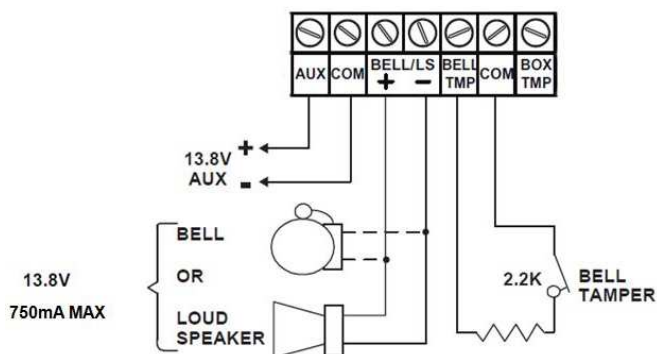 AUX COM BELL/LS BELL COM BOX
+ − TMP TMP
13.8V +
AUX -
BELL
13.8V OR 2.2K BELL
750mA MAX LOUD TAMPER
SPEAKER